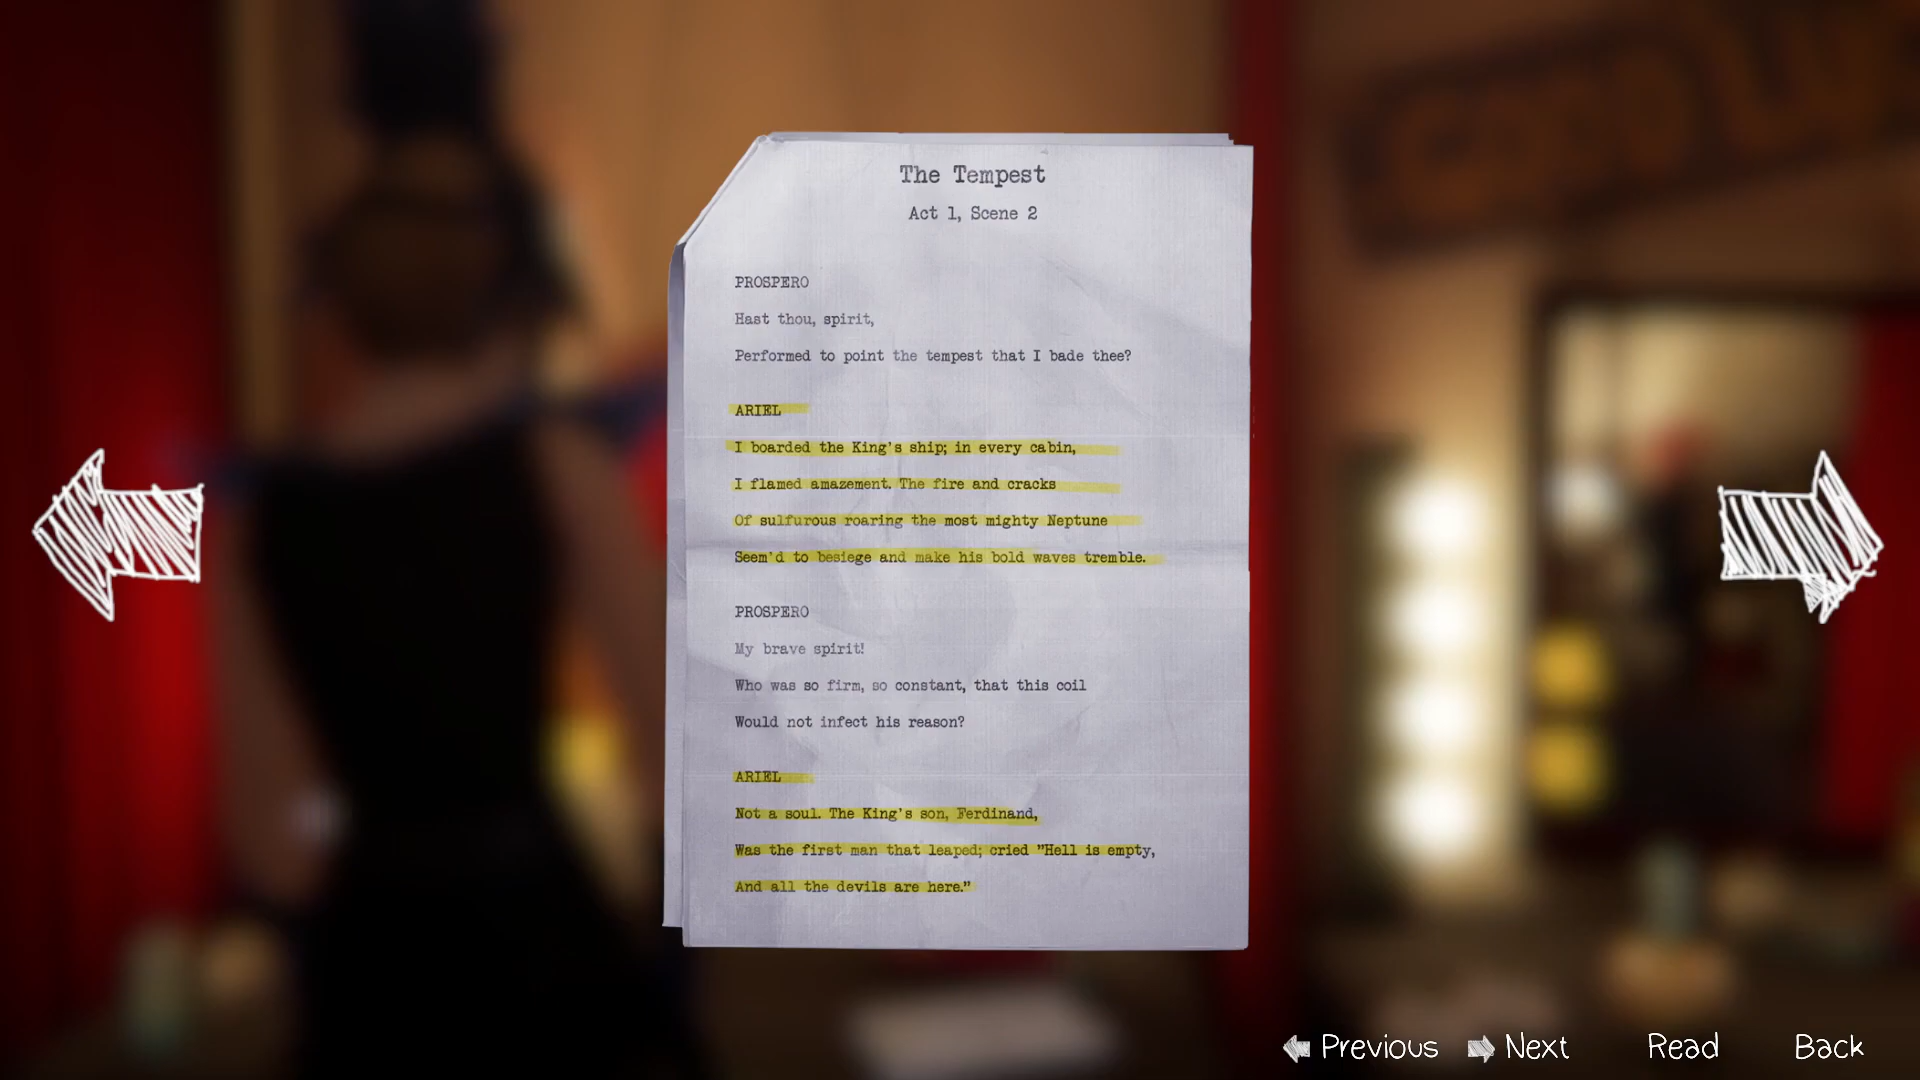 The Tempest
Act 1, Scene 2
PROSPERO
Hast thou, spirit,
Performed to point the tempest that I bade thee?
ARIEL
I boarded the King's ship; in every cabin,
I flamed amazement. The fire and cracks
Of sulfurous roaring the most mighty Neptune
Seem'd to besiege and make his bold waves tremble.
PROSPERO
My brave spirit!
Who was so firm, so constant, that this coil
Would not infect his reason?
ARIEL
Not a soul. The King's son, Ferdinand,
Was the first man that leaped; cried "Hell is empty,
And all the devils are here."
Previous Next Read Back